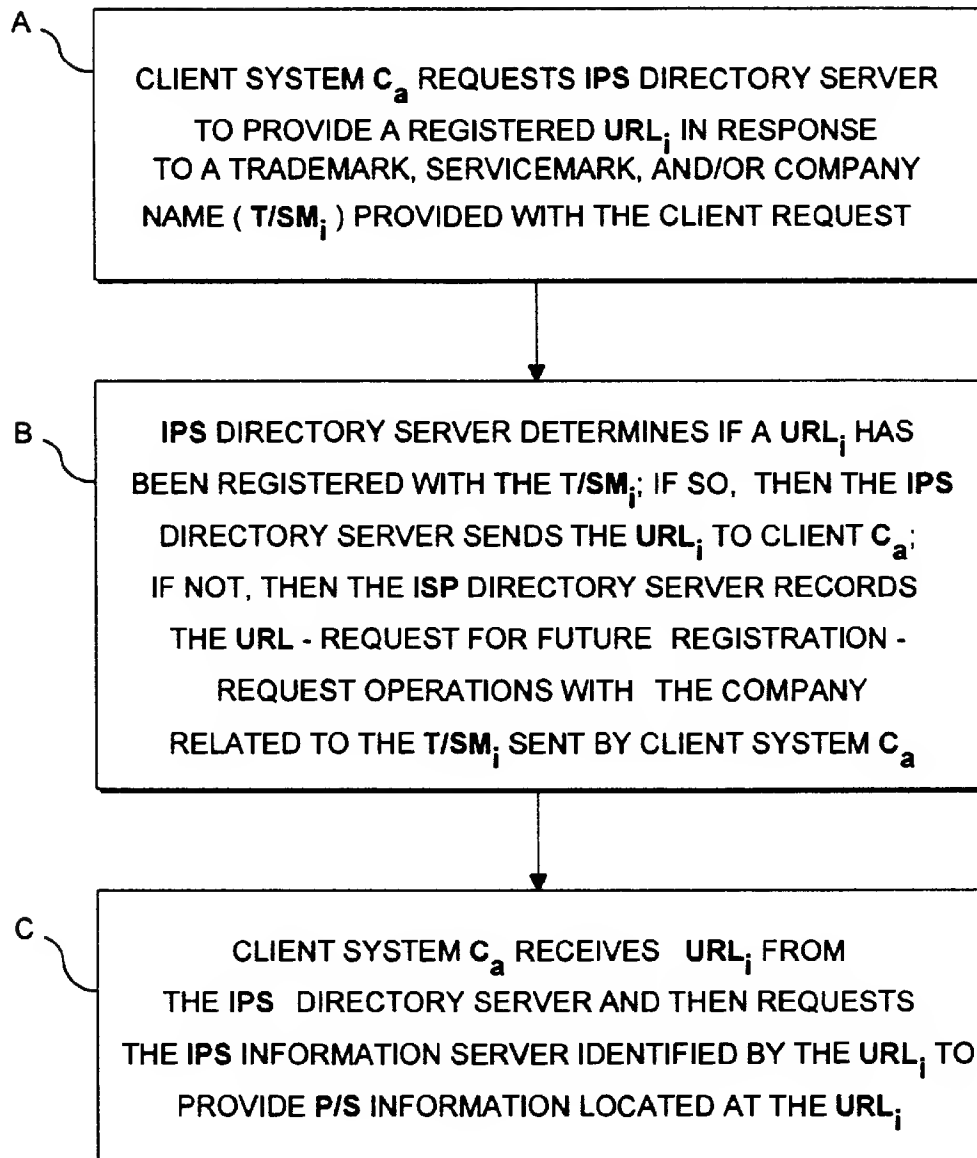 A
CLIENT SYSTEM Ca REQUESTS IPS DIRECTORY SERVER
TO PROVIDE A REGISTERED URLi IN RESPONSE
TO A TRADEMARK, SERVICEMARK, AND/OR COMPANY
NAME ( T/SMi ) PROVIDED WITH THE CLIENT REQUEST
B
IPS DIRECTORY SERVER DETERMINES IF A URLi HAS
BEEN REGISTERED WITH THE T/SMi; IF SO, THEN THE IPS
DIRECTORY SERVER SENDS THE URLi TO CLIENT Ca;
IF NOT, THEN THE ISP DIRECTORY SERVER RECORDS
THE URL - REQUEST FOR FUTURE REGISTRATION -
REQUEST OPERATIONS WITH THE COMPANY
RELATED TO THE T/SMi SENT BY CLIENT SYSTEM Ca
C
CLIENT SYSTEM Ca RECEIVES URLi FROM
THE IPS DIRECTORY SERVER AND THEN REQUESTS
THE IPS INFORMATION SERVER IDENTIFIED BY THE URLi TO
PROVIDE P/S INFORMATION LOCATED AT THE URLi